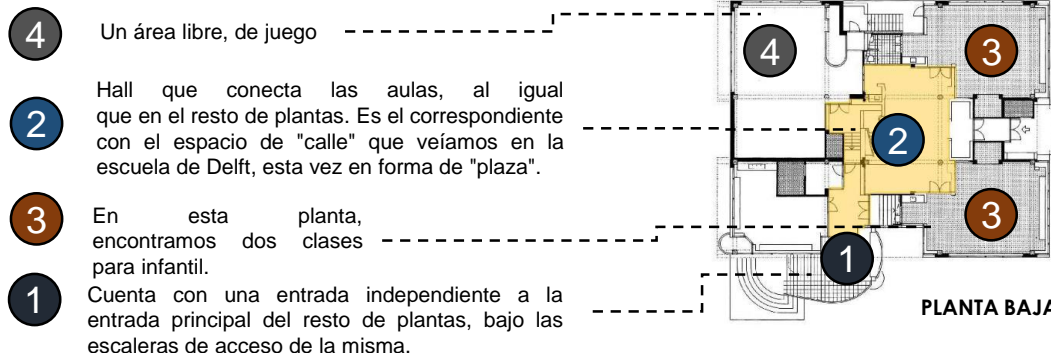 4
Un área libre, de juego
2
Hall que conecta las aulas, al igual
que en el resto de plantas. Es el correspondiente
con el espacio de "calle" que veíamos en la
escuela de Delft, esta vez en forma de "plaza".
3
En esta planta,
encontramos dos clases
para infantil.
1
Cuenta con una entrada independiente a la
entrada principal del resto de plantas, bajo las
escaleras de acceso de la misma.
4
3
2
3
1
PLANTA BAJA